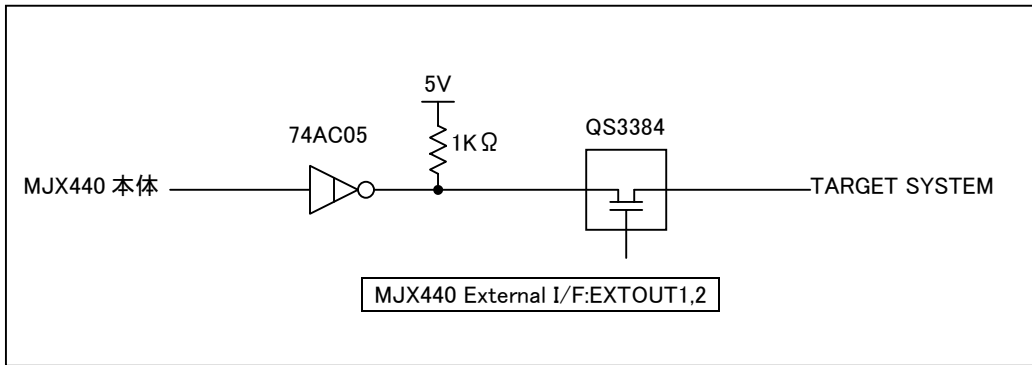 5V
74AC05
1KΩ
QS3384
MJX440 本体
TARGET SYSTEM
MJX440 External I/F:EXTOUT1,2